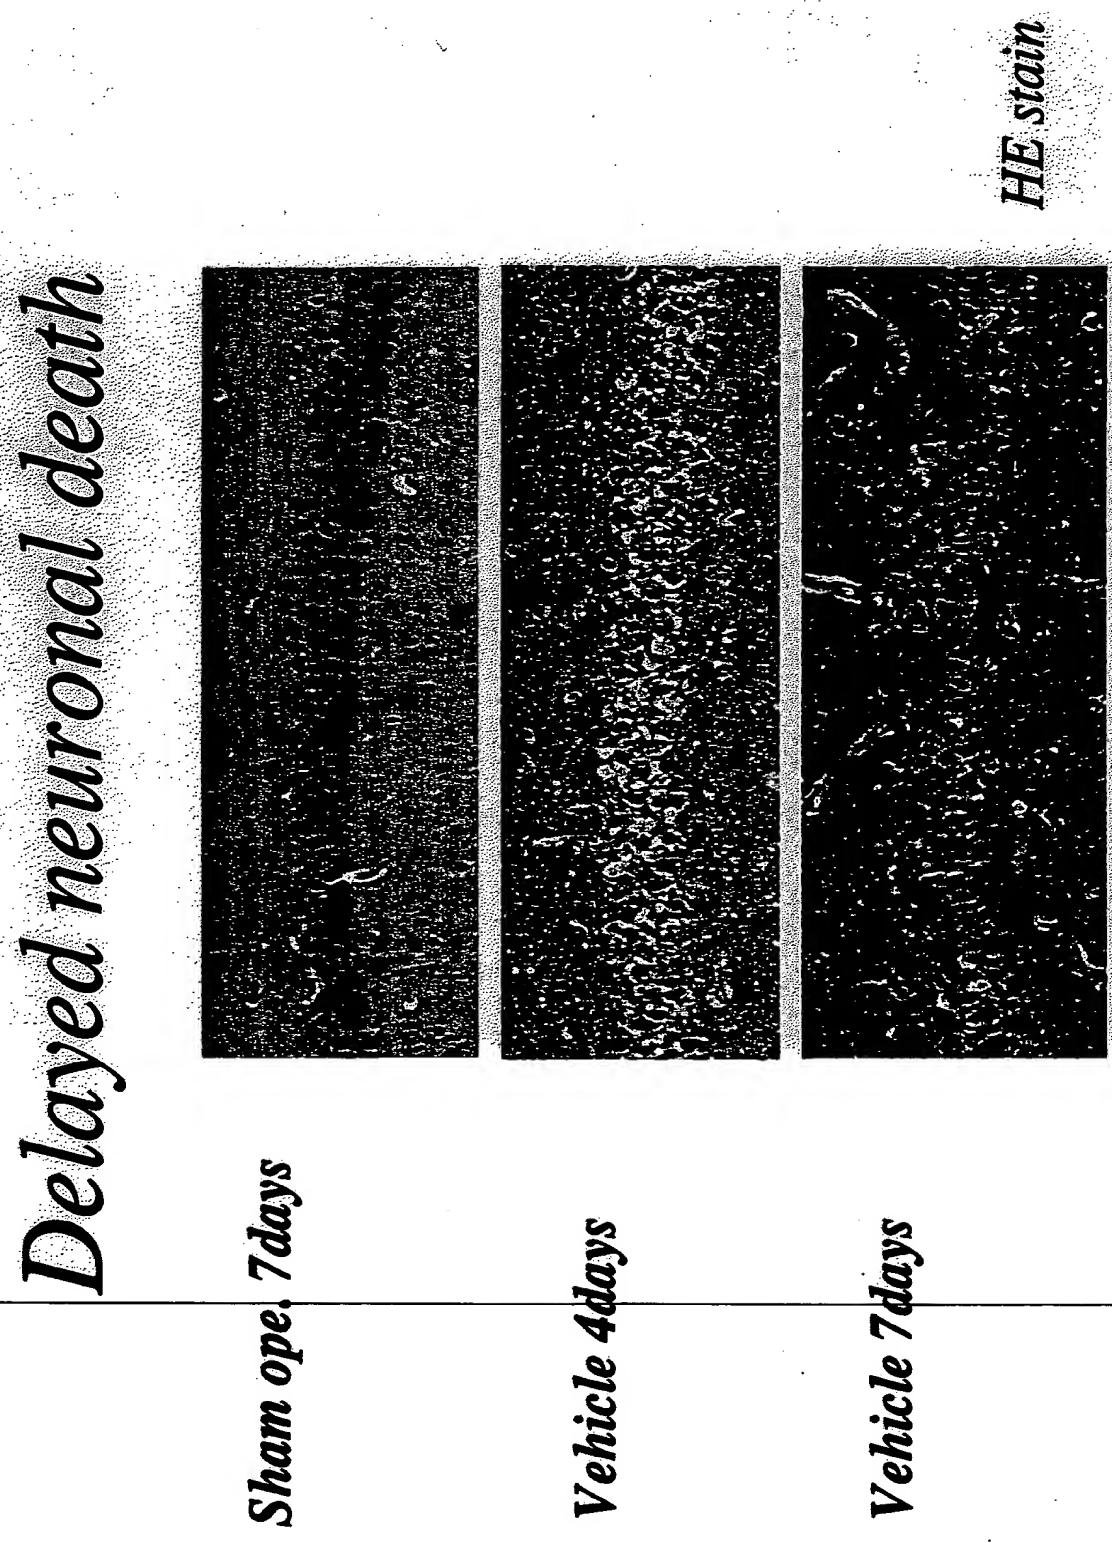 Delayed neuronal death
Sham ope. 7days
Vehicle 4days
Vehicle 7days
HE stain